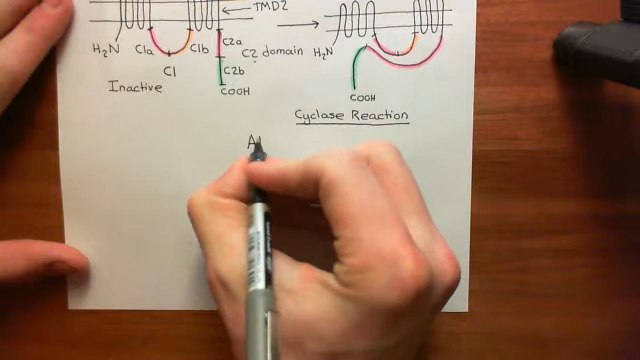 TMD2
H₂N C1a C1b C2a C2 domain H₂N
C1 C2b
Inactive COOH COOH
Cyclase Reaction
A